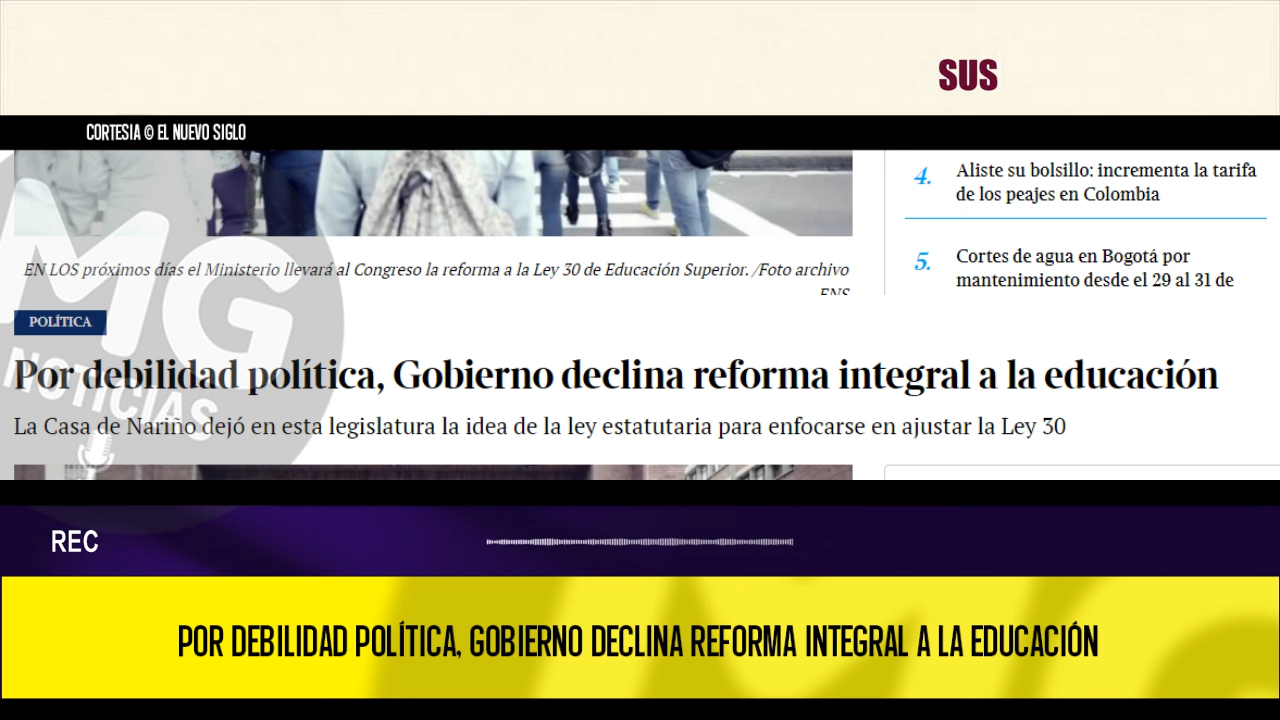 SUS
CORTESIA © EL NUEVO SIGLO
4. Aliste su bolsillo: incrementa la tarifa
de los peajes en Colombia
5. Cortes de agua en Bogotá por
mantenimiento desde el 29 al 31 de
EN LOS próximos días el Ministerio llevará al Congreso la reforma a la Ley 30 de Educación Superior. /Foto archivo
ENS
POLÍTICA
Por debilidad política, Gobierno declina reforma integral a la educación
La Casa de Nariño dejó en esta legislatura la idea de la ley estatutaria para enfocarse en ajustar la Ley 30
MG
NOTICIAS
REC
POR DEBILIDAD POLÍTICA, GOBIERNO DECLINA REFORMA INTEGRAL A LA EDUCACIÓN